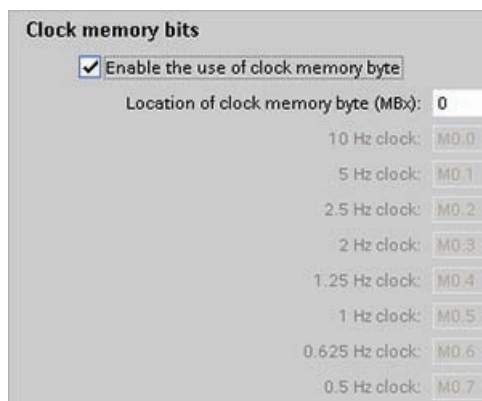 Clock memory bits
Enable the use of clock memory byte
Location of clock memory byte (MBx): 0
10 Hz clock: M0.0
5 Hz clock: M0.1
2.5 Hz clock: M0.2
2 Hz clock: M0.3
1.25 Hz clock: M0.4
1 Hz clock: M0.5
0.625 Hz clock: M0.6
0.5 Hz clock: M0.7